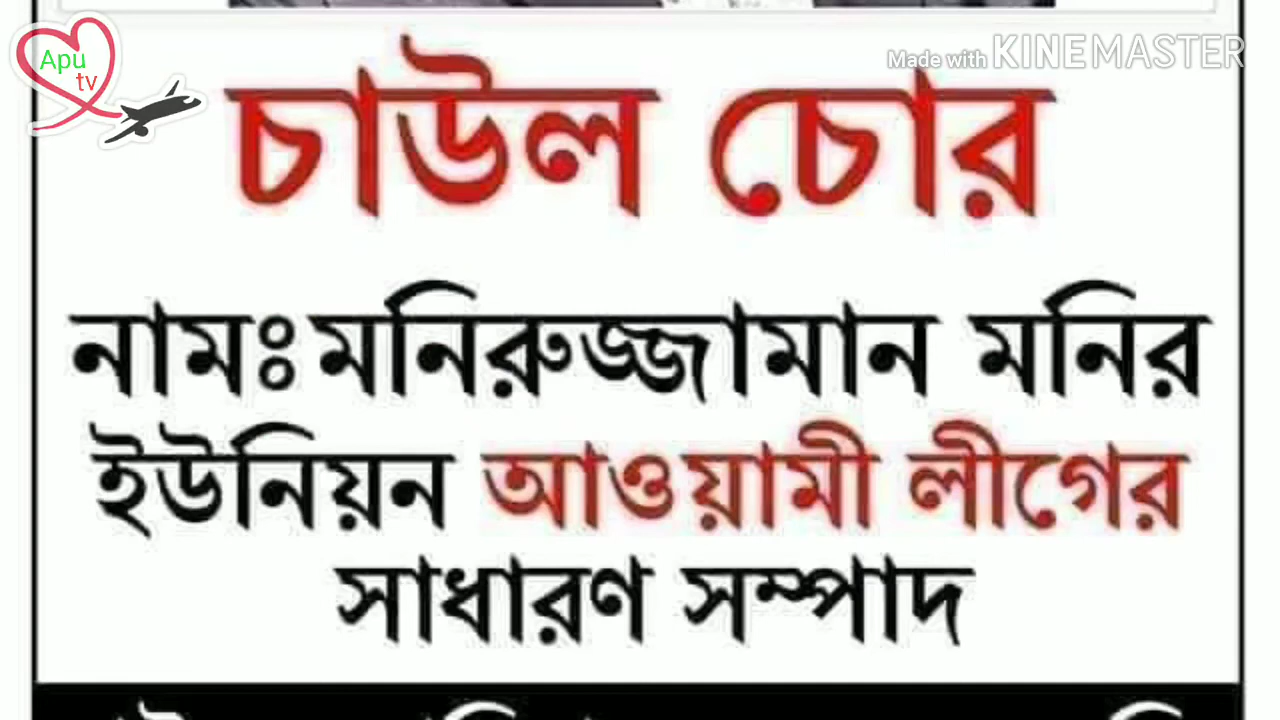 Apu
tv
Made with KINEMASTER
চাউল চোর
নামঃ মনিরুজ্জামান মনির
ইউনিয়ন আওয়ামী লীগের
সাধারণ সম্পাদ